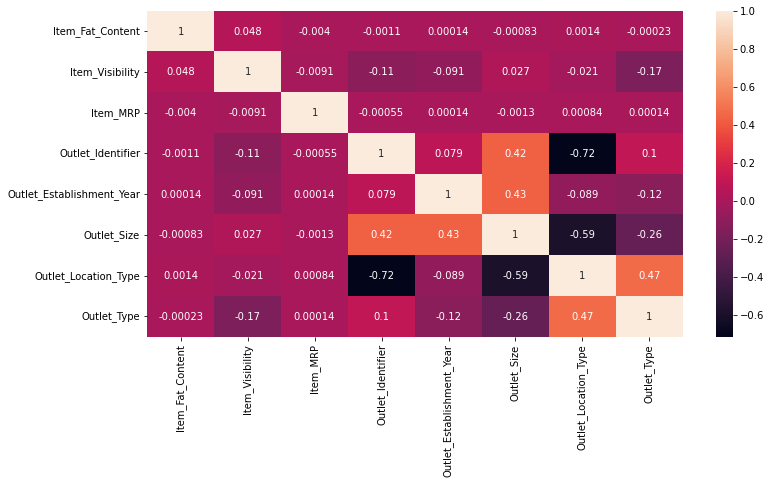 Item_Fat_Content 1 0.048 -0.004 -0.0011 0.00014 -0.00083 0.0014 -0.00023
Item_Visibility 0.048 1 -0.0091 -0.11 -0.091 0.027 -0.021 -0.17
Item_MRP -0.004 -0.0091 1 -0.00055 0.00014 -0.0013 0.00084 0.00014
Outlet_Identifier -0.0011 -0.11 -0.00055 1 0.079 0.42 -0.72 0.1
Outlet_Establishment_Year 0.00014 -0.091 0.00014 0.079 1 0.43 -0.089 -0.12
Outlet_Size -0.00083 0.027 -0.0013 0.42 0.43 1 -0.59 -0.26
Outlet_Location_Type 0.0014 -0.021 0.00084 -0.72 -0.089 -0.59 1 0.47
Outlet_Type -0.00023 -0.17 0.00014 0.1 -0.12 -0.26 0.47 1
Item_Fat_Content
Item_Visibility
Item_MRP
Outlet_Identifier
Outlet_Establishment_Year
Outlet_Size
Outlet_Location_Type
Outlet_Type
1.0
0.8
0.6
0.4
0.2
0.0
-0.2
-0.4
-0.6